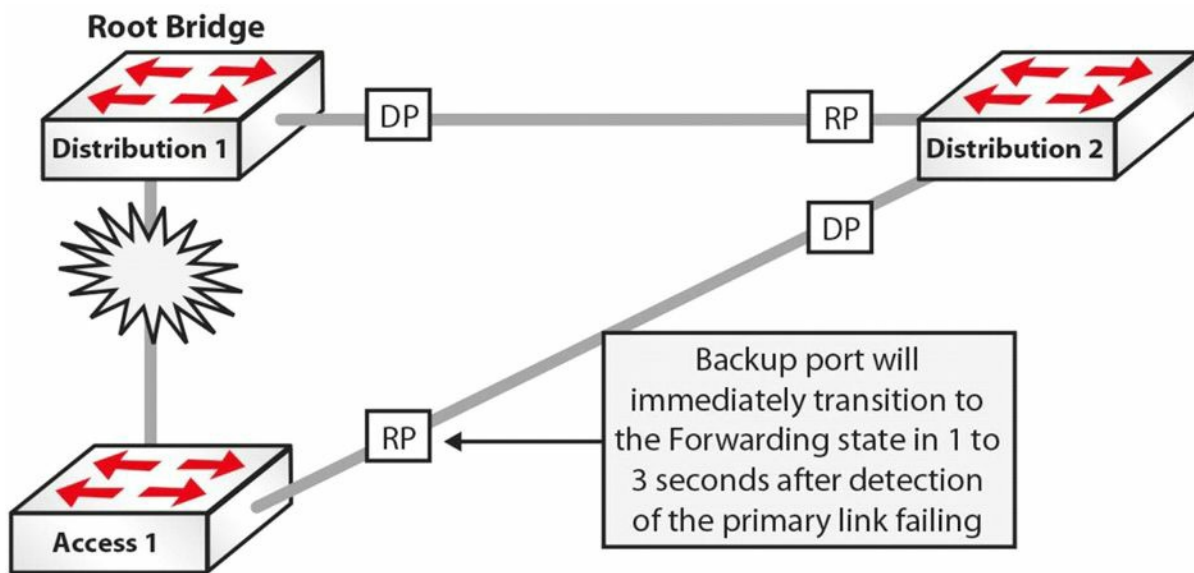 Root Bridge
DP
RP
Distribution 1
Distribution 2
DP
Backup port will
immediately transition to
the Forwarding state in 1 to
3 seconds after detection
of the primary link failing
RP
Access 1